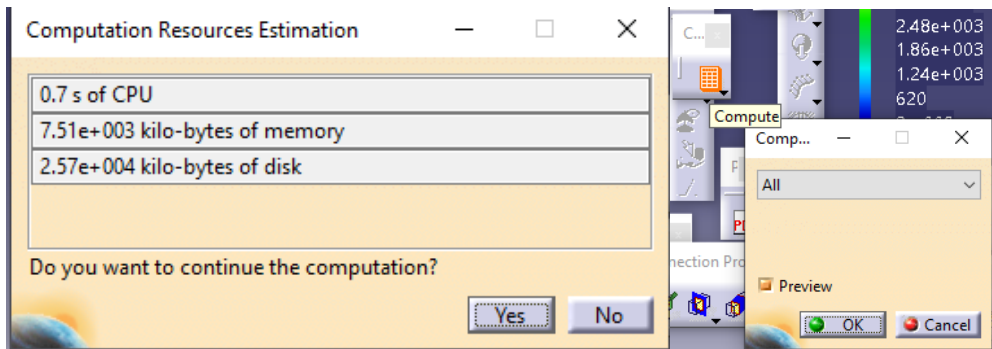 Computation Resources Estimation
0.7 s of CPU
7.51e+003 kilo-bytes of memory
2.57e+004 kilo-bytes of disk
Do you want to continue the computation?
Yes
No
C...
2.48e+003
1.86e+003
1.24e+003
620
Compute
Comp...
All
P
nection Pro
Preview
OK
Cancel